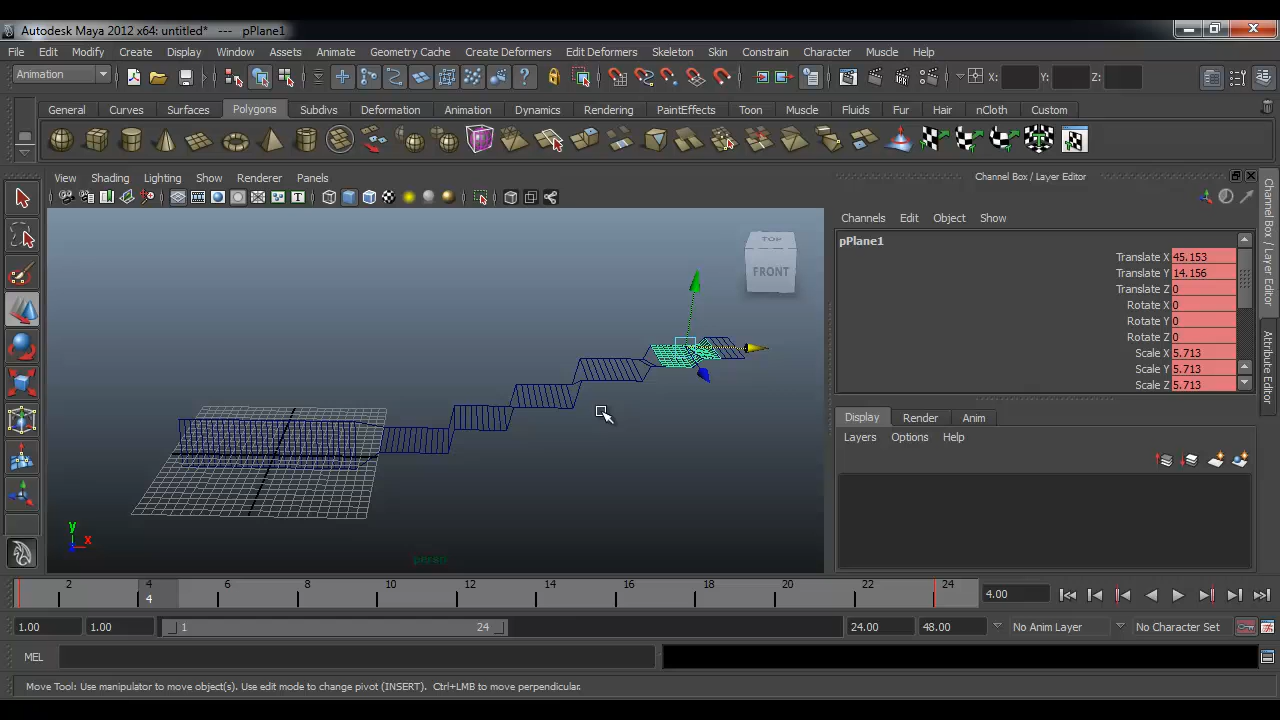 Autodesk Maya 2012 x64: untitled* --- pPlane1
File Edit Modify Create Display Window Assets Animate Geometry Cache Create Deformers Edit Deformers Skeleton Skin Constrain Character Muscle Help
Animation X: Y: Z:
General Curves Surfaces Polygons Subdivs Deformation Animation Dynamics Rendering PaintEffects Toon Muscle Fluids Fur Hair nCloth Custom
View Shading Lighting Show Renderer Panels
Channel Box / Layer Editor
Channels Edit Object Show
pPlane1
Translate X 45.153
Translate Y 14.156
Translate Z 0
Rotate X 0
Rotate Y 0
Rotate Z 0
Scale X 5.713
Scale Y 5.713
Scale Z 5.713
TOP
FRONT
Display Render Anim
Layers Options Help
Channel Box / Layer Editor
Attribute Editor
y
x
persp
2 4 6 8 10 12 14 16 18 20 22 24
4
4.00
1.00 1.00 1 24 24.00 48.00 No Anim Layer No Character Set
MEL
Move Tool: Use manipulator to move object(s). Use edit mode to change pivot (INSERT). Ctrl+LMB to move perpendicular.